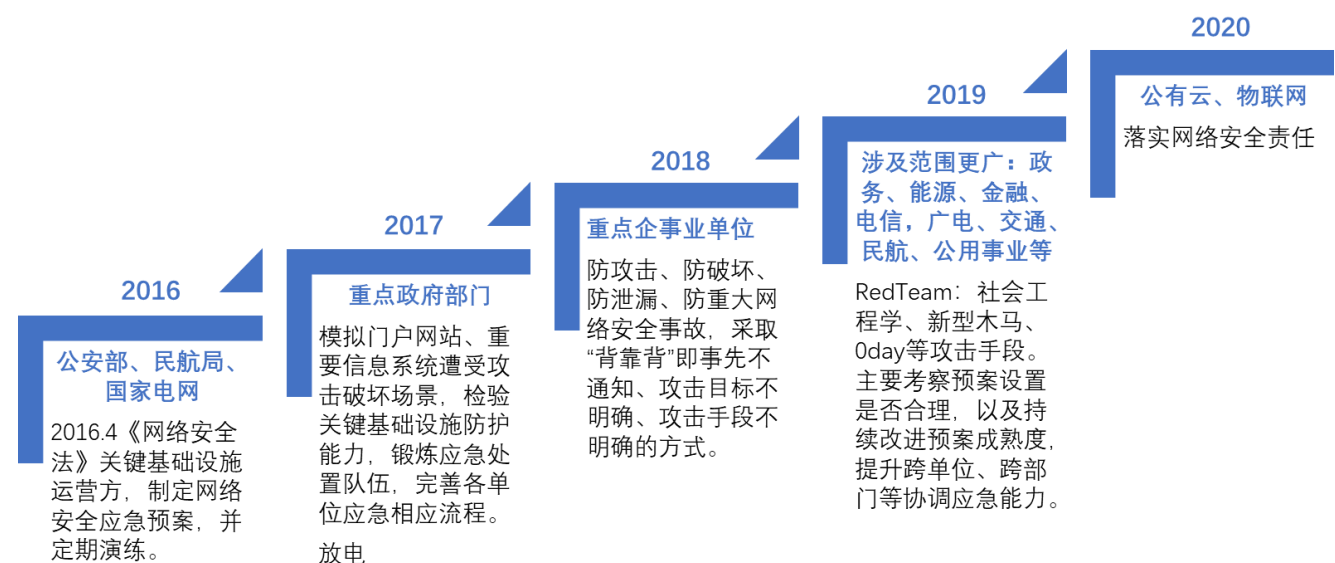 2016
公安部、民航局、
国家电网
2016.4《网络安全
法》关键基础设施
运营方，制定网络
安全应急预案，并
定期演练。
2017
重点政府部门
模拟门户网站、重
要信息系统遭受攻
击破坏场景，检验
关键基础设施防护
能力，锻炼应急处
置队伍，完善各单
位应急相应流程。
放电
2018
重点企事业单位
防攻击、防破坏、
防泄漏、防重大网
络安全事故，采取
“背靠背”即事先不
通知、攻击目标不
明确、攻击手段不
明确的方式。
2019
涉及范围更广：政
务、能源、金融、
电信，广电、交通、
民航、公用事业等
RedTeam：社会工
程学、新型木马、
0day等攻击手段。
主要考察预案设置
是否合理，以及持
续改进预案成熟度，
提升跨单位、跨部
门等协调应急能力。
2020
公有云、物联网
落实网络安全责任